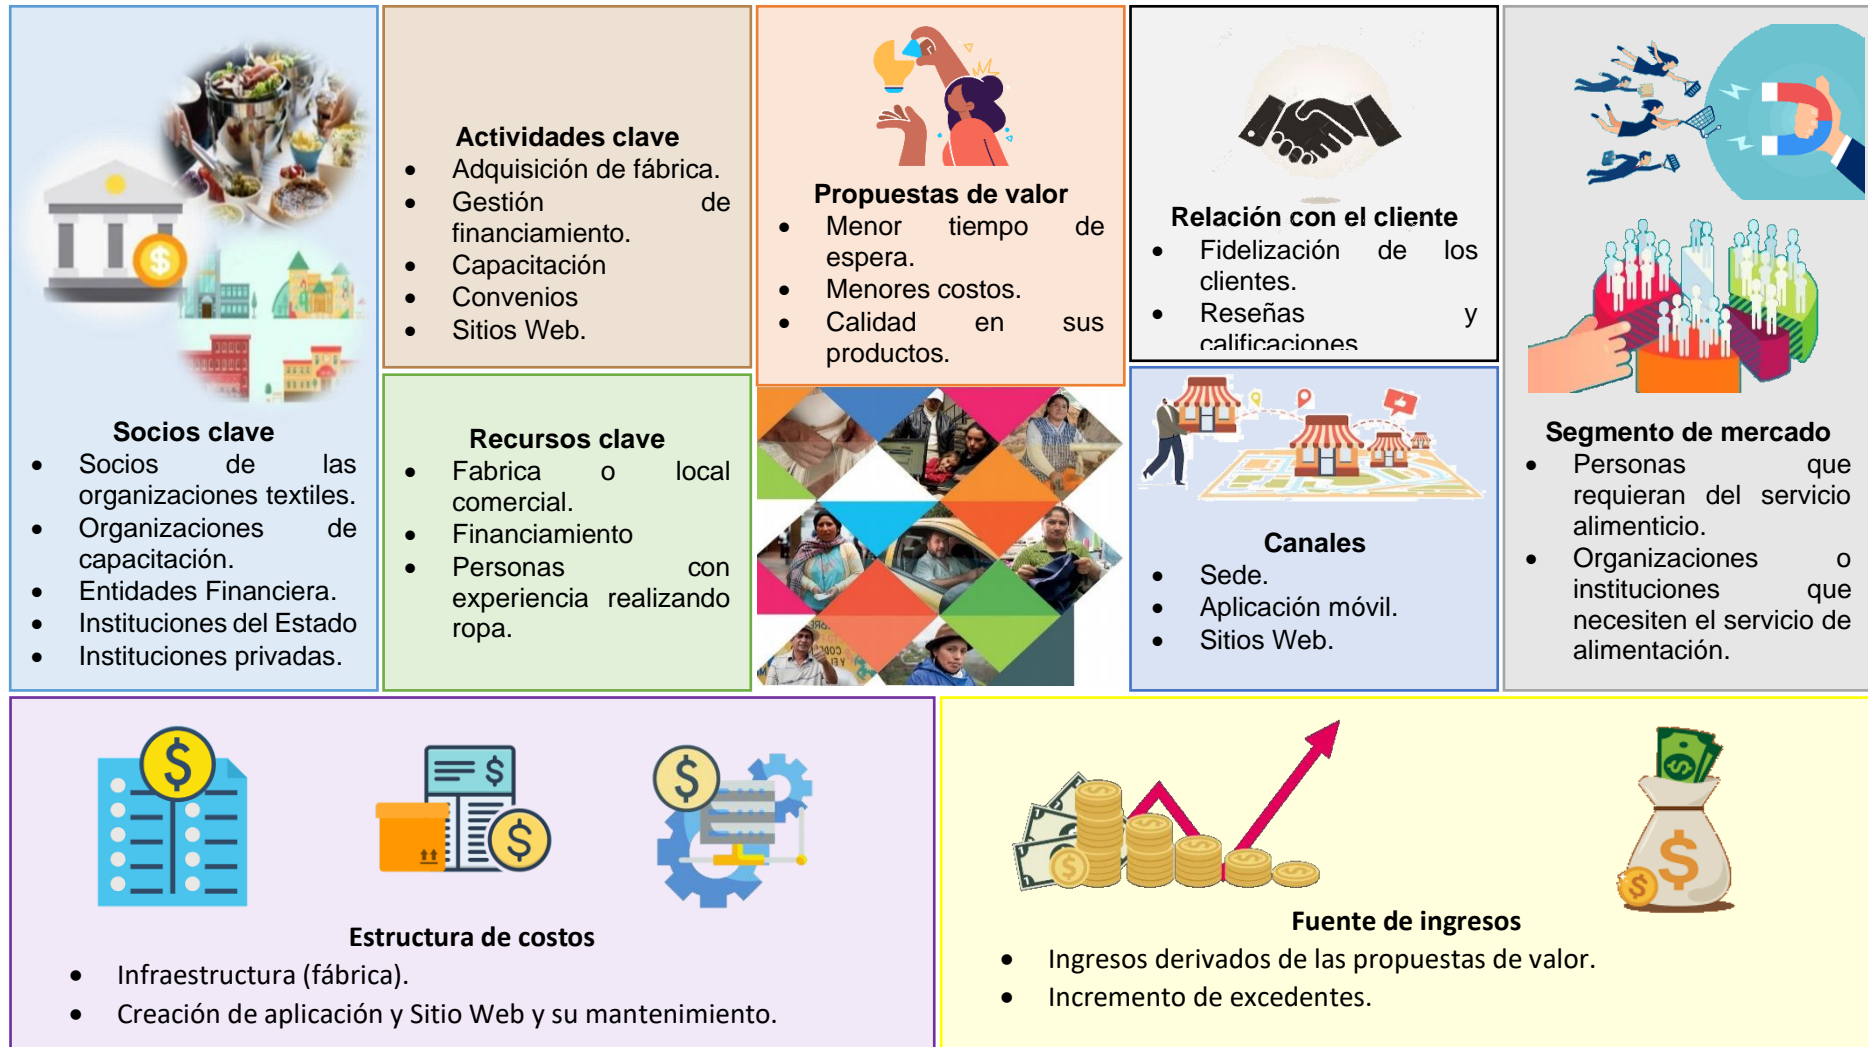 Socios clave
• Socios de las
organizaciones textiles.
• Organizaciones de
capacitación.
• Entidades Financiera.
• Instituciones del Estado
• Instituciones privadas.
Actividades clave
• Adquisición de fábrica.
• Gestión de
financiamiento.
• Capacitación
• Convenios
• Sitios Web.
Recursos clave
• Fabrica o local
comercial.
• Financiamiento
• Personas con
experiencia realizando
ropa.
Propuestas de valor
• Menor tiempo de
espera.
• Menores costos.
• Calidad en sus
productos.
Relación con el cliente
• Fidelización de los
clientes.
• Reseñas y
calificaciones
Canales
• Sede.
• Aplicación móvil.
• Sitios Web.
Segmento de mercado
• Personas que
requieran del servicio
alimenticio.
• Organizaciones o
instituciones que
necesiten el servicio de
alimentación.
Estructura de costos
• Infraestructura (fábrica).
• Creación de aplicación y Sitio Web y su mantenimiento.
Fuente de ingresos
• Ingresos derivados de las propuestas de valor.
• Incremento de excedentes.